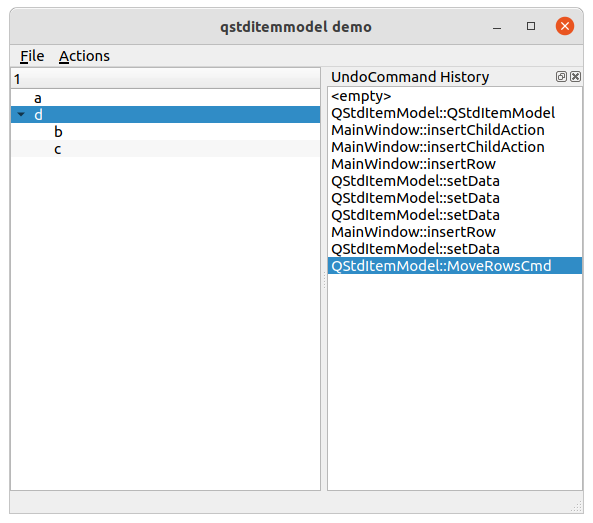 qstditemmodel demo
File Actions
1
a
d
b
c
UndoCommand History
<empty>
QStdItemModel::QStdItemModel
MainWindow::insertChildAction
MainWindow::insertChildAction
MainWindow::insertRow
QStdItemModel::setData
QStdItemModel::setData
QStdItemModel::setData
MainWindow::insertRow
QStdItemModel::setData
QStdItemModel::MoveRowsCmd